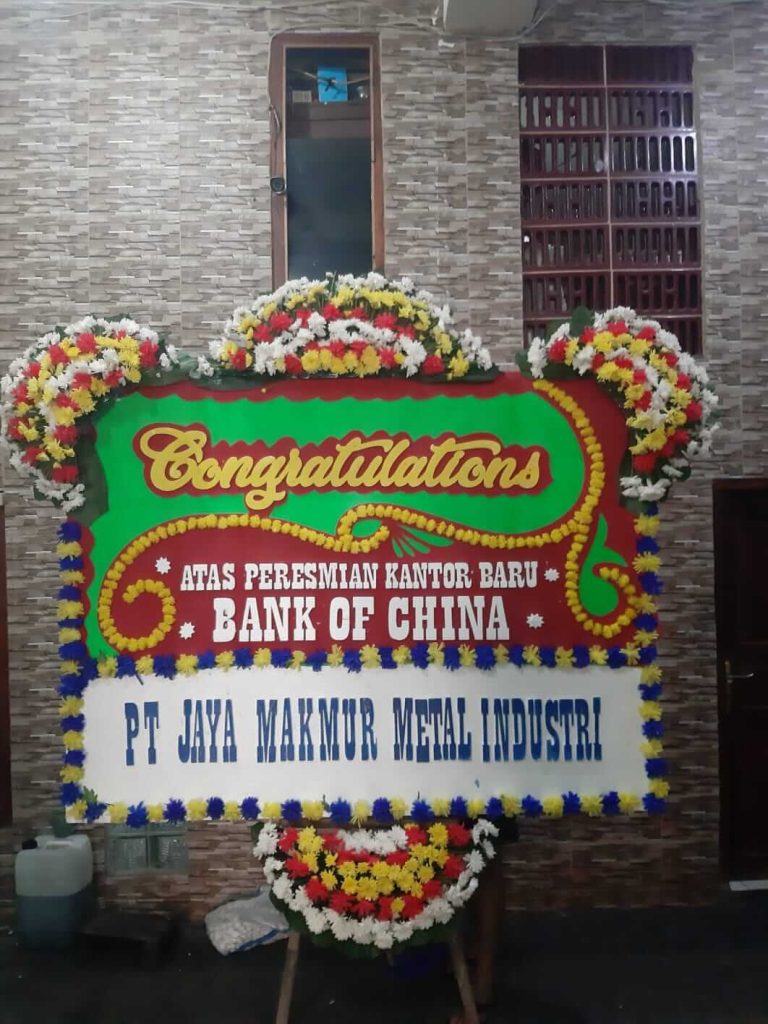 Congratulations
ATAS PERESMIAN KANTOR BARU
BANK OF CHINA
PT JAYA MAKMUR METAL INDUSTRI